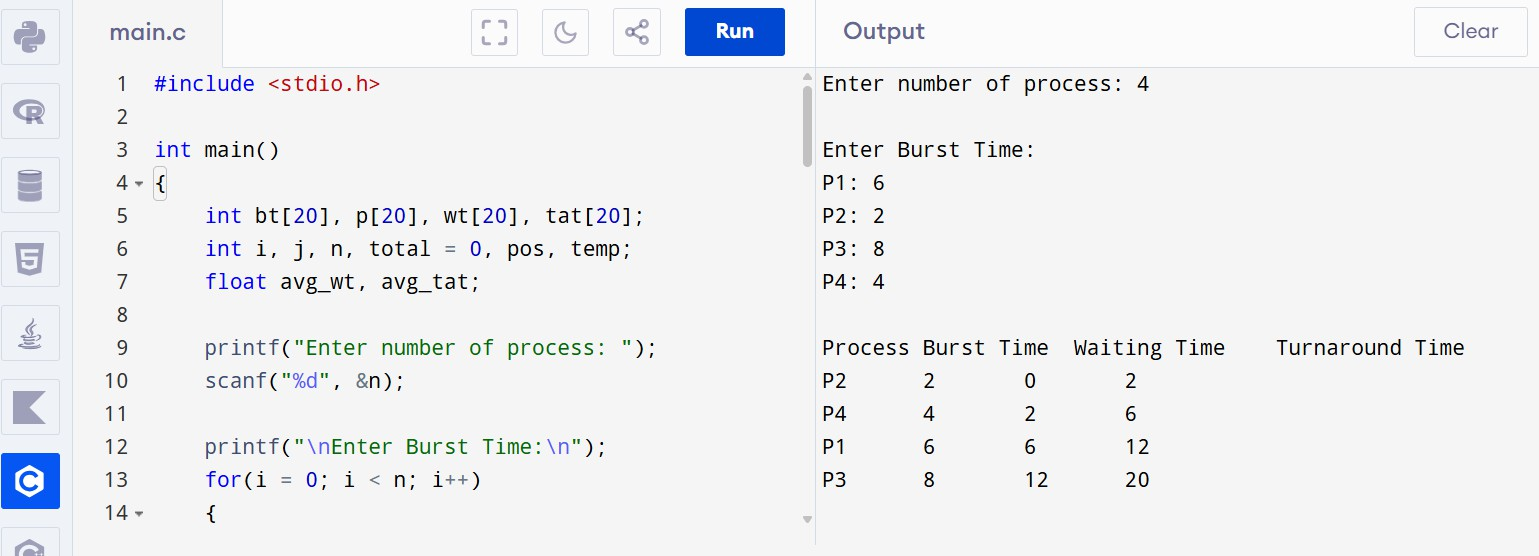 main.c
Run
Output
Clear
1 #include <stdio.h>
2
3 int main()
4 {
5 int bt[20], p[20], wt[20], tat[20];
6 int i, j, n, total = 0, pos, temp;
7 float avg_wt, avg_tat;
8
9 printf("Enter number of process: ");
10 scanf("%d", &n);
11
12 printf("\nEnter Burst Time:\n");
13 for(i = 0; i < n; i++)
14 {
Enter number of process: 4
Enter Burst Time:
P1: 6
P2: 2
P3: 8
P4: 4
Process Burst Time Waiting Time Turnaround Time
P2 2 0 2
P4 4 2 6
P1 6 6 12
P3 8 12 20